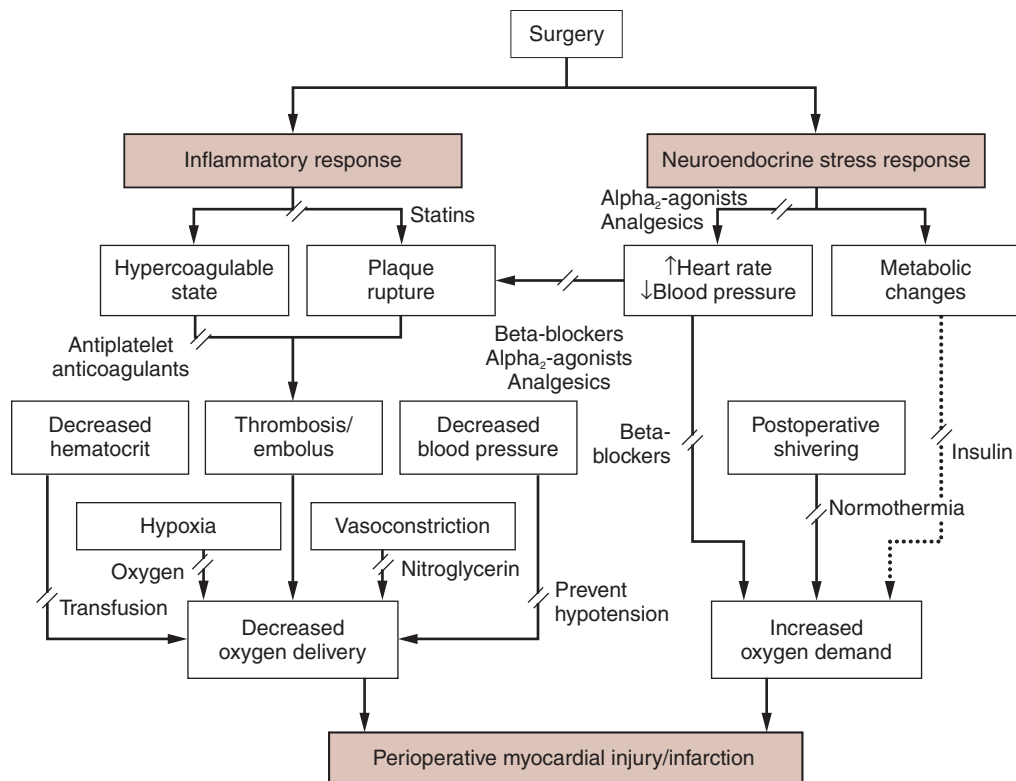 Surgery
Inflammatory response
Neuroendocrine stress response
Statins
Alpha₂-agonists
Analgesics
Hypercoagulable
state
Plaque
rupture
↑Heart rate
↓Blood pressure
Metabolic
changes
Antiplatelet
anticoagulants
Beta-blockers
Alpha₂-agonists
Analgesics
Decreased
hematocrit
Thrombosis/
embolus
Decreased
blood pressure
Beta-
blockers
Postoperative
shivering
Insulin
Hypoxia
Vasoconstriction
Normothermia
Oxygen
Nitroglycerin
Transfusion
Prevent
hypotension
Decreased
oxygen delivery
Increased
oxygen demand
Perioperative myocardial injury/infarction